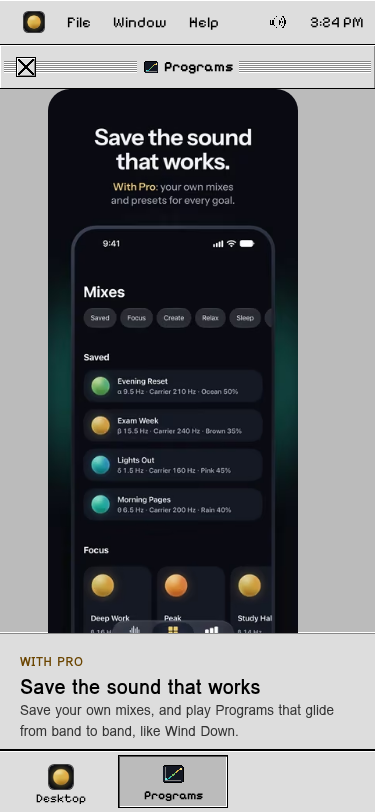 File Window Help 3:24 PM
Programs
Save the sound
that works.
With Pro: your own mixes
and presets for every goal.
9:41
Mixes
Saved Focus Create Relax Sleep
Saved
Evening Reset
α 9.5 Hz · Carrier 210 Hz · Ocean 50%
Exam Week
β 15.5 Hz · Carrier 240 Hz · Brown 35%
Lights Out
δ 1.5 Hz · Carrier 160 Hz · Pink 45%
Morning Pages
θ 6.5 Hz · Carrier 200 Hz · Rain 40%
Focus
Deep Work Peak Study Hal
WITH PRO
Save the sound that works
Save your own mixes, and play Programs that glide
from band to band, like Wind Down.
Desktop Programs